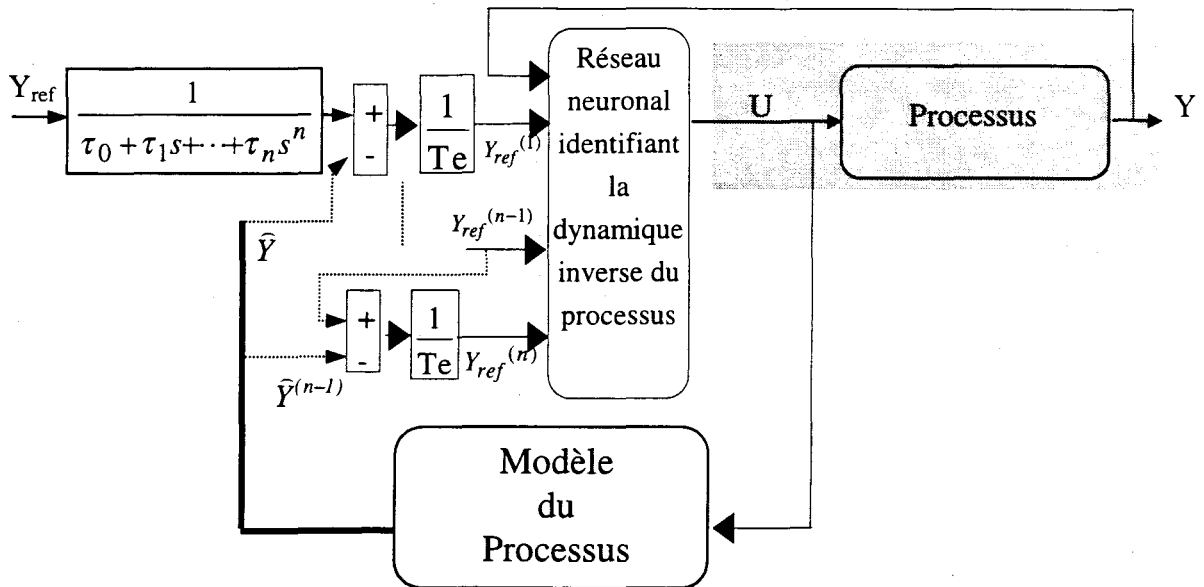 Y_ref
1
τ_0 + τ_1 s + ··· + τ_n s^n
+
-
1
Te
Y_ref^(1)
Réseau
neuronal
identifiant
la
dynamique
inverse du
processus
U
Processus
Y
Ŷ
Y_ref^(n-1)
+
-
1
Te
Y_ref^(n)
Ŷ^(n-1)
Modèle
du
Processus